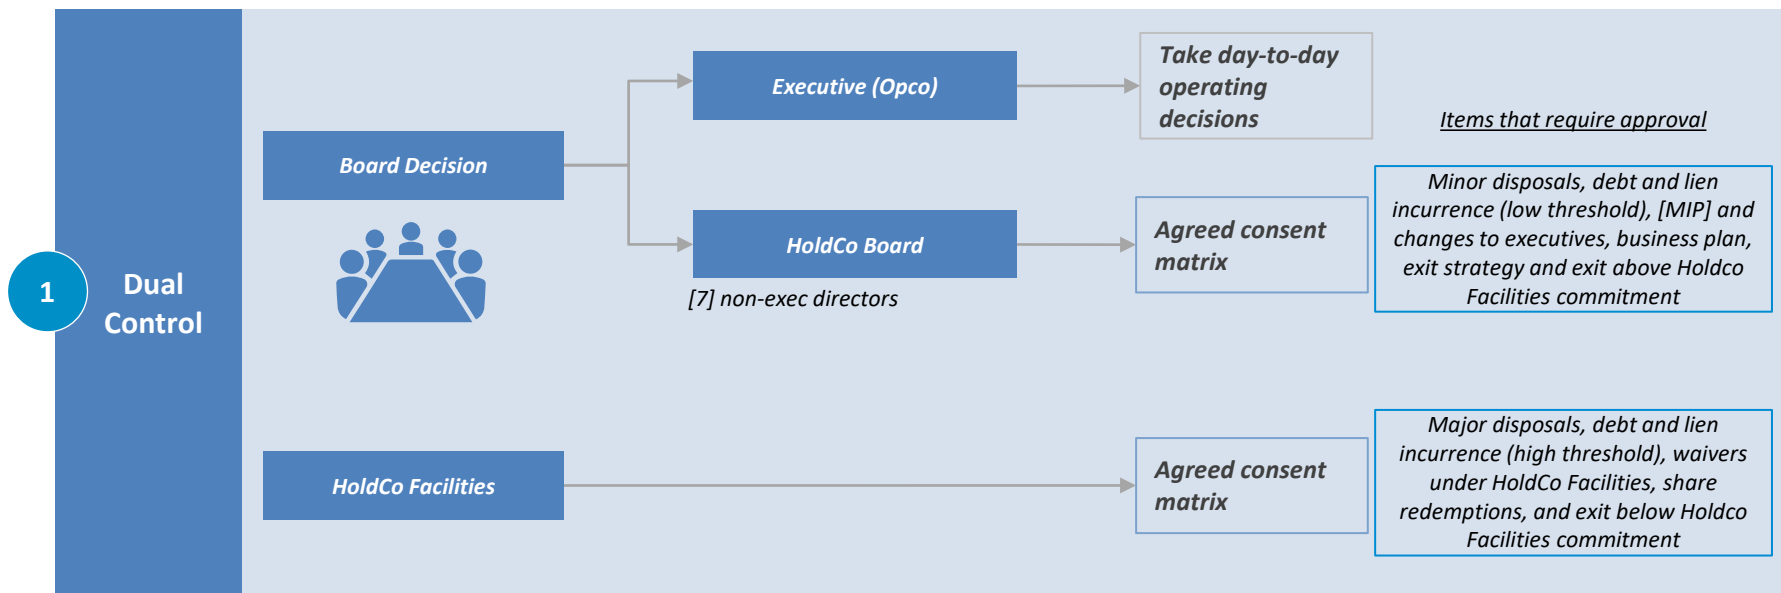 1
Dual
Control
Board Decision
Executive (Opco)
Take day-to-day
operating
decisions
Items that require approval
HoldCo Board
[7] non-exec directors
Agreed consent
matrix
Minor disposals, debt and lien
incurrence (low threshold), [MIP] and
changes to executives, business plan,
exit strategy and exit above Holdco
Facilities commitment
HoldCo Facilities
Agreed consent
matrix
Major disposals, debt and lien
incurrence (high threshold), waivers
under HoldCo Facilities, share
redemptions, and exit below Holdco
Facilities commitment